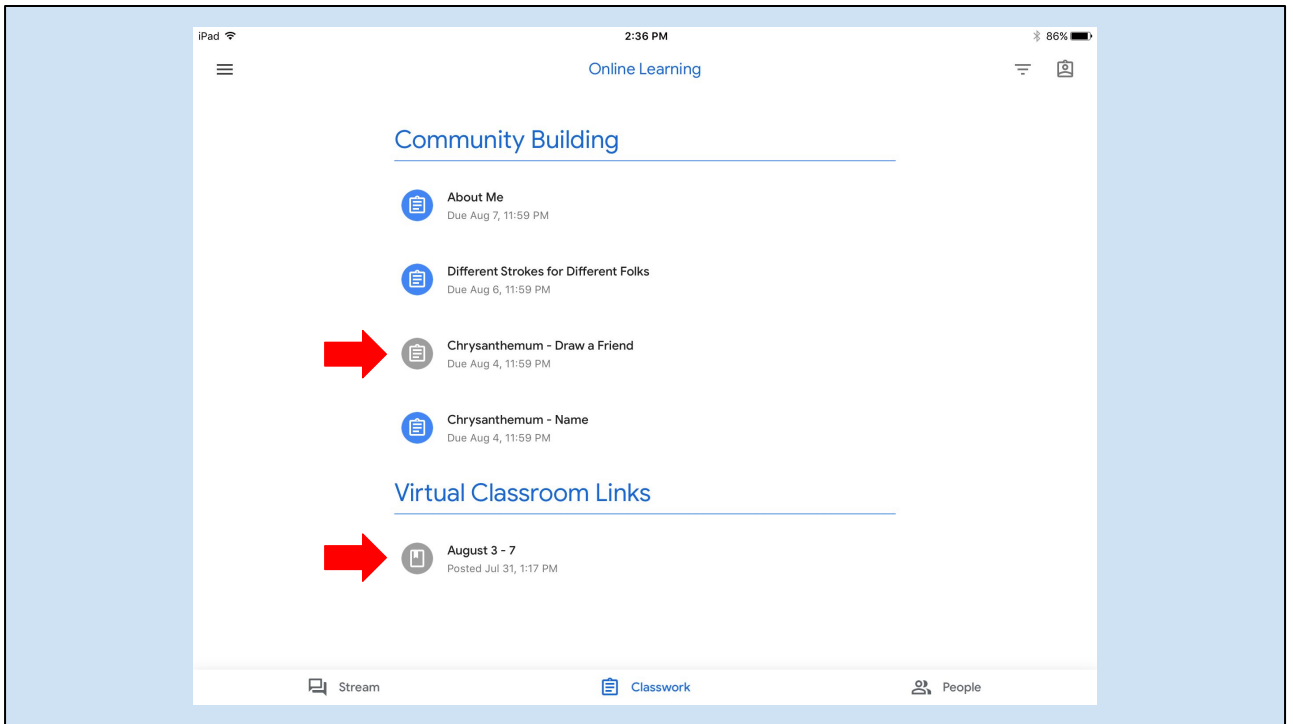 iPad 2:36 PM 86%
Online Learning
Community Building
About Me
Due Aug 7, 11:59 PM
Different Strokes for Different Folks
Due Aug 6, 11:59 PM
Chrysanthemum - Draw a Friend
Due Aug 4, 11:59 PM
Chrysanthemum - Name
Due Aug 4, 11:59 PM
Virtual Classroom Links
August 3 - 7
Posted Jul 31, 1:17 PM
Stream Classwork People